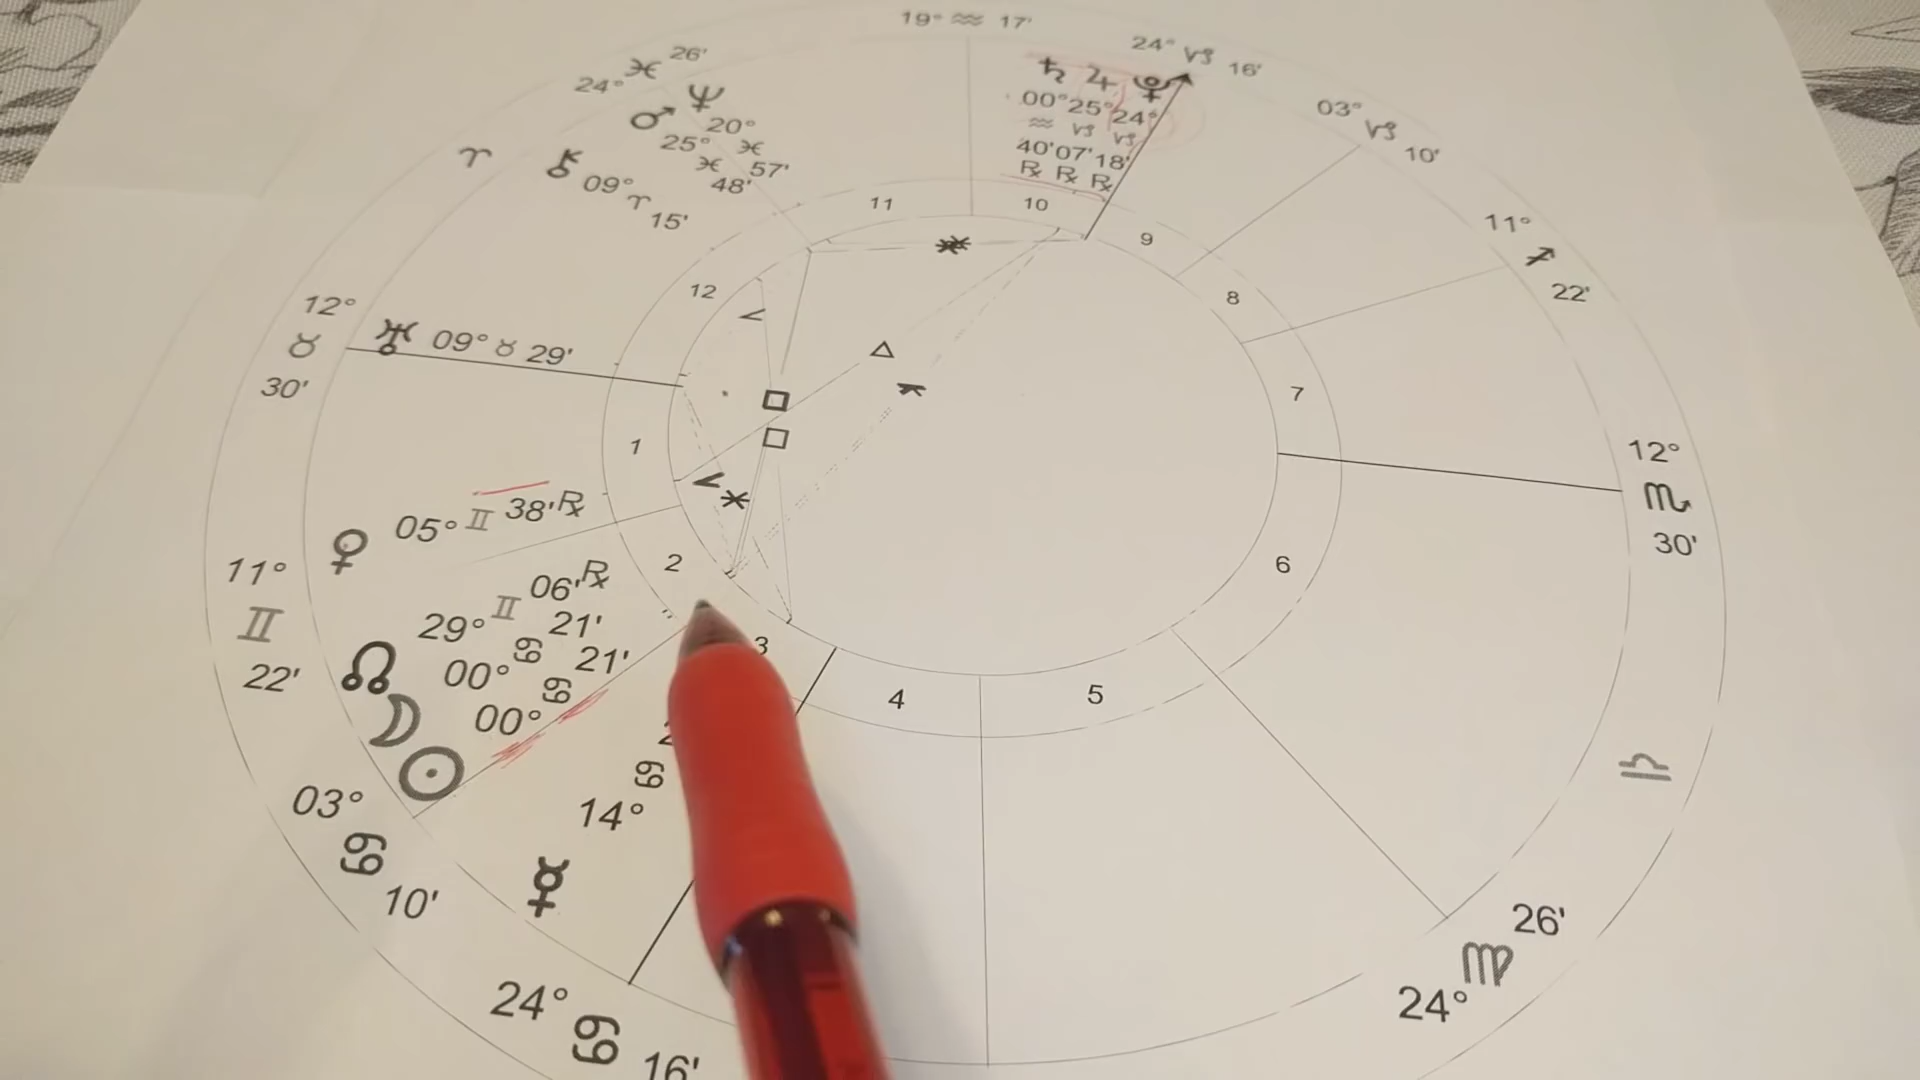 19° ♒ 17'
24° ♑ 16'
03° ♑ 10'
11° ♐ 22'
12° ♏ 30'
♎
24° ♍ 26'
24° ♋ 16'
03° ♋ 10'
11° ♊ 22'
12° ♉ 30'
♈
24° ♓ 26'
♄ ♃ ♇
00° 25° 24°
♒ ♑ ♑
40' 07' 18'
℞ ℞ ℞
♆ 20° ♓ 57'
♂ 25° ♓ 48'
⚷ 09° ♈ 15'
♅ 09° ♉ 29'
♀ 05° ♊ 38' ℞
☊ 29° ♊ 06' ℞
☽ 00° ♋ 21'
☉ 00° ♋ 21'
☿ 14° ♋
1
2
3
4
5
6
7
8
9
10
11
12